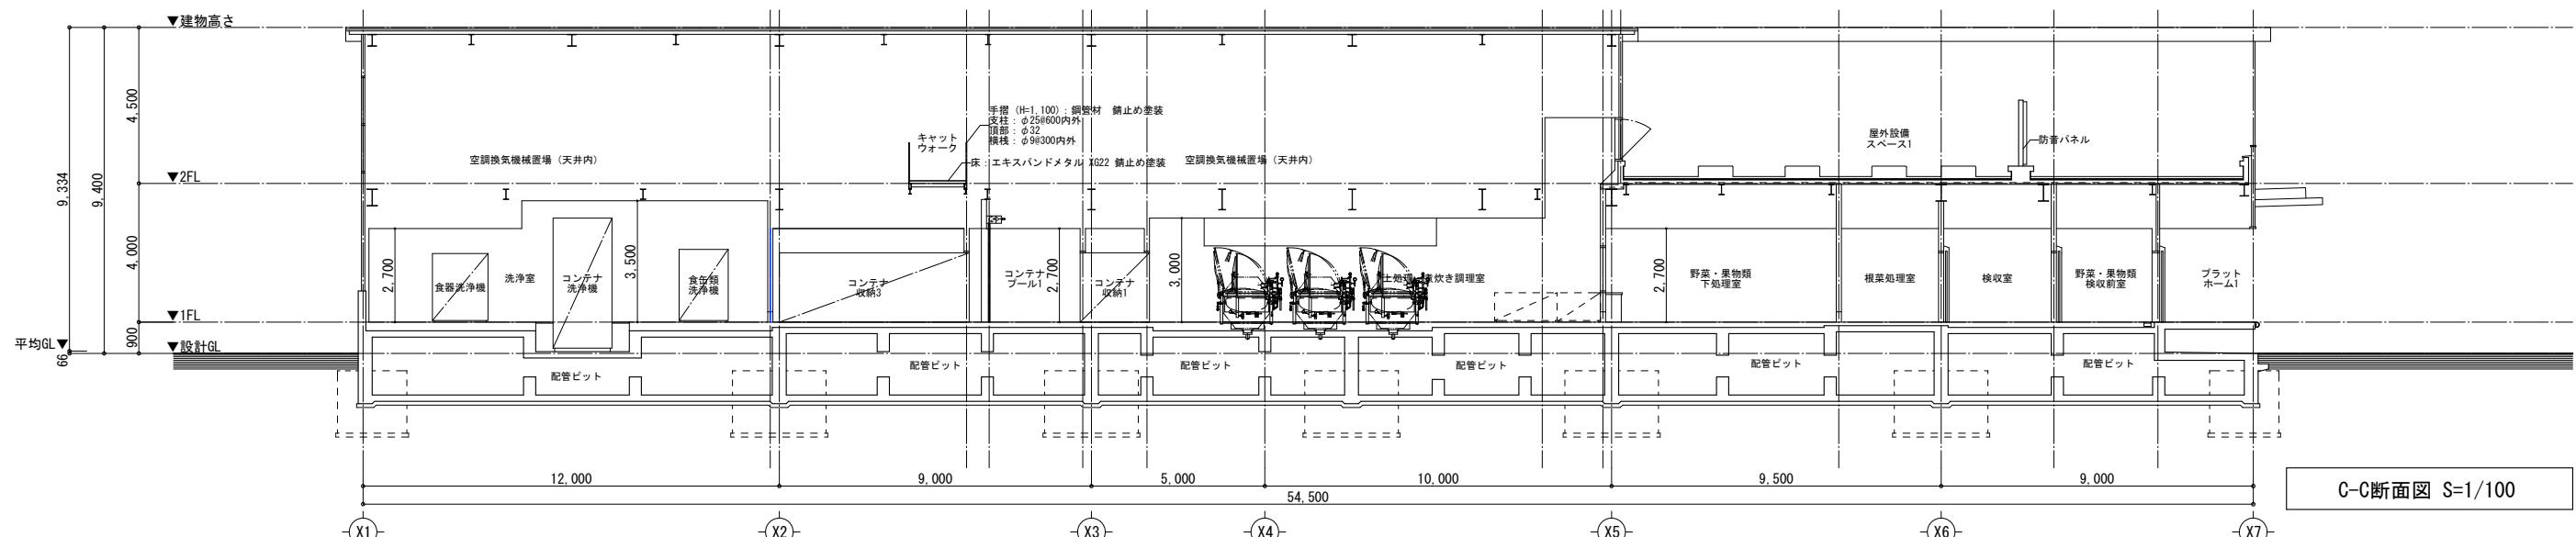 ▼建物高さ
4,500
9,334
9,400
手摺 (H=1,100) : 鋼管材 錆止め塗装
支柱 : φ25@600内外
頂部 : φ32
横桟 : φ9@300内外
キャット
ウォーク
床 : エキスパンドメタル XG22 錆止め塗装
空調換気機械置場 (天井内)
空調換気機械置場 (天井内)
屋外設備
スペース1
防音パネル
▼2FL
4,000
2,700
食器洗浄機
洗浄室
コンテナ
洗浄機
3,500
食缶類
洗浄機
コンテナ
収納3
コンテナ
プール1
2,700
コンテナ
収納1
3,000
炊き調理室
2,700
野菜・果物類
下処理室
根菜処理室
検収室
野菜・果物類
検収前室
プラット
ホーム1
▼1FL
900
平均GL▼
66
▼設計GL
配管ピット
配管ピット
配管ピット
配管ピット
配管ピット
配管ピット
12,000
9,000
5,000
10,000
9,500
9,000
54,500
C-C断面図 S=1/100
X1
X2
X3
X4
X5
X6
X7